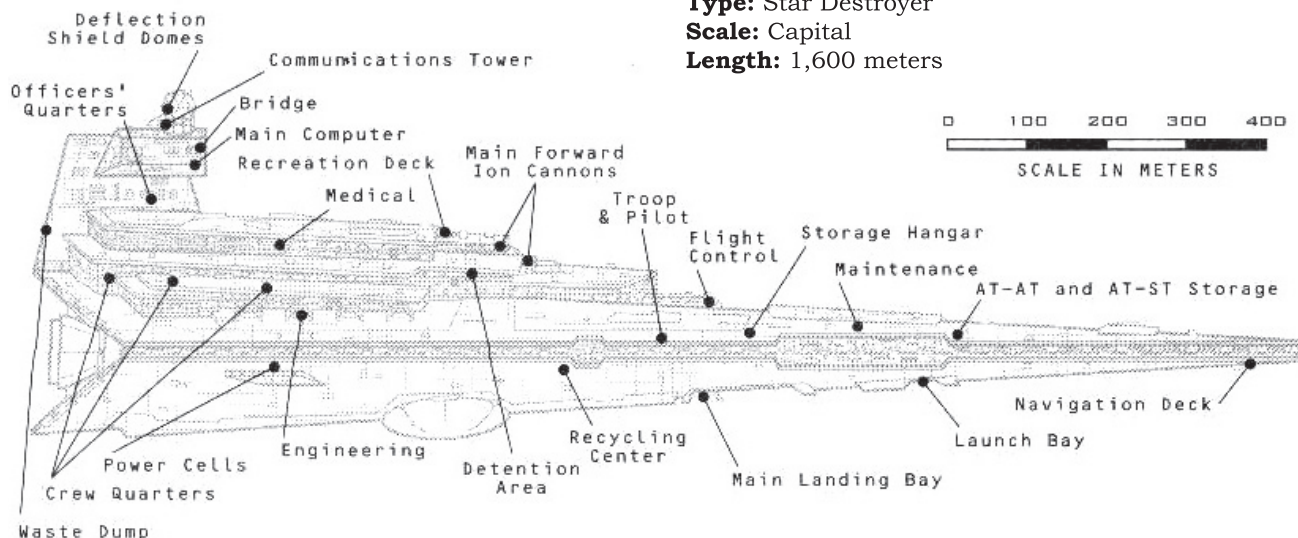 Type: Star Destroyer
Scale: Capital
Length: 1,600 meters
Deflection
Shield Domes
Communications Tower
Officers'
Quarters
Bridge
Main Computer
Recreation Deck
Main Forward
Ion Cannons
Medical
Troop
& Pilot
Flight
Control
Storage Hangar
Maintenance
AT-AT and AT-ST Storage
0 100 200 300 400
SCALE IN METERS
Navigation Deck
Launch Bay
Main Landing Bay
Recycling
Center
Detention
Area
Engineering
Power Cells
Crew Quarters
Waste Dump